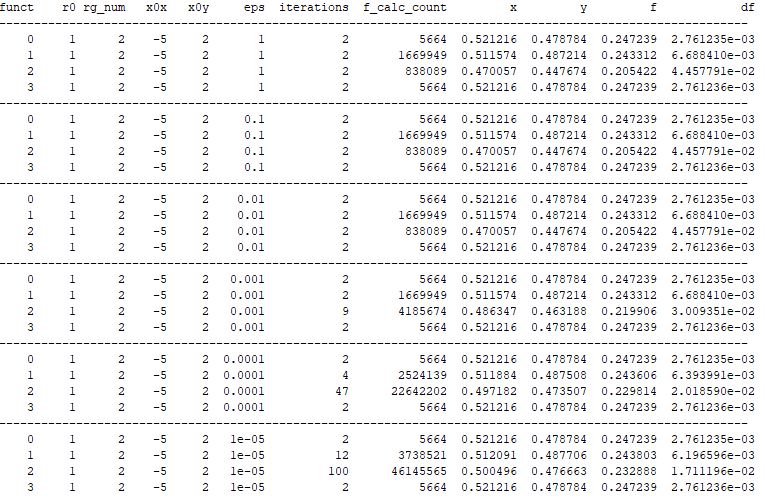 funct r0 rg_num x0x x0y eps iterations f_calc_count x y f df
0 1 2 -5 2 1 2 5664 0.521216 0.478784 0.247239 2.761235e-03
1 1 2 -5 2 1 2 1669949 0.511574 0.487214 0.243312 6.688410e-03
2 1 2 -5 2 1 2 838089 0.470057 0.447674 0.205422 4.457791e-02
3 1 2 -5 2 1 2 5664 0.521216 0.478784 0.247239 2.761236e-03
0 1 2 -5 2 0.1 2 5664 0.521216 0.478784 0.247239 2.761235e-03
1 1 2 -5 2 0.1 2 1669949 0.511574 0.487214 0.243312 6.688410e-03
2 1 2 -5 2 0.1 2 838089 0.470057 0.447674 0.205422 4.457791e-02
3 1 2 -5 2 0.1 2 5664 0.521216 0.478784 0.247239 2.761236e-03
0 1 2 -5 2 0.01 2 5664 0.521216 0.478784 0.247239 2.761235e-03
1 1 2 -5 2 0.01 2 1669949 0.511574 0.487214 0.243312 6.688410e-03
2 1 2 -5 2 0.01 2 838089 0.470057 0.447674 0.205422 4.457791e-02
3 1 2 -5 2 0.01 2 5664 0.521216 0.478784 0.247239 2.761236e-03
0 1 2 -5 2 0.001 2 5664 0.521216 0.478784 0.247239 2.761235e-03
1 1 2 -5 2 0.001 2 1669949 0.511574 0.487214 0.243312 6.688410e-03
2 1 2 -5 2 0.001 9 4185674 0.486347 0.463188 0.219906 3.009351e-02
3 1 2 -5 2 0.001 2 5664 0.521216 0.478784 0.247239 2.761236e-03
0 1 2 -5 2 0.0001 2 5664 0.521216 0.478784 0.247239 2.761235e-03
1 1 2 -5 2 0.0001 4 2524139 0.511884 0.487508 0.243606 6.393991e-03
2 1 2 -5 2 0.0001 47 22642202 0.497182 0.473507 0.229814 2.018590e-02
3 1 2 -5 2 0.0001 2 5664 0.521216 0.478784 0.247239 2.761236e-03
0 1 2 -5 2 1e-05 2 5664 0.521216 0.478784 0.247239 2.761235e-03
1 1 2 -5 2 1e-05 12 3738521 0.512091 0.487706 0.243803 6.196596e-03
2 1 2 -5 2 1e-05 100 46145565 0.500496 0.476663 0.232888 1.711196e-02
3 1 2 -5 2 1e-05 2 5664 0.521216 0.478784 0.247239 2.761236e-03